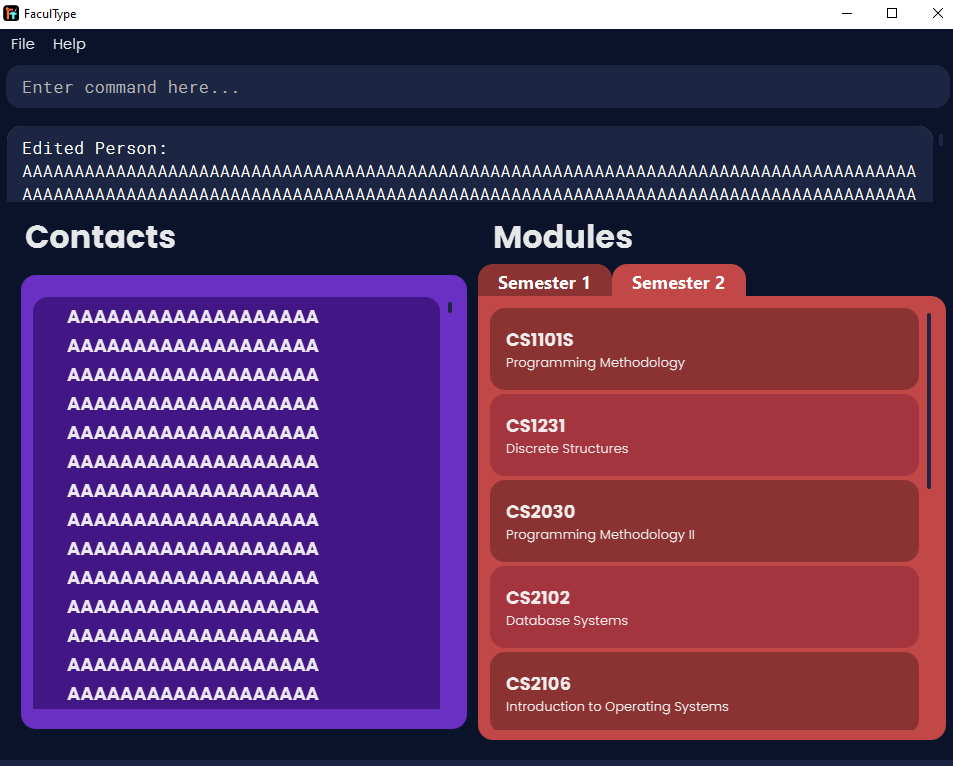 FaculType
File Help
Enter command here...
Edited Person:
AAAAAAAAAAAAAAAAAAAAAAAAAAAAAAAAAAAAAAAAAAAAAAAAAAAAAAAAAAAAAAAAAAAAAAAAAAAAAAAAAAAAAA
AAAAAAAAAAAAAAAAAAAAAAAAAAAAAAAAAAAAAAAAAAAAAAAAAAAAAAAAAAAAAAAAAAAAAAAAAAAAAAAAAAAAAA
Contacts
AAAAAAAAAAAAAAAAAAA
AAAAAAAAAAAAAAAAAAA
AAAAAAAAAAAAAAAAAAA
AAAAAAAAAAAAAAAAAAA
AAAAAAAAAAAAAAAAAAA
AAAAAAAAAAAAAAAAAAA
AAAAAAAAAAAAAAAAAAA
AAAAAAAAAAAAAAAAAAA
AAAAAAAAAAAAAAAAAAA
AAAAAAAAAAAAAAAAAAA
AAAAAAAAAAAAAAAAAAA
AAAAAAAAAAAAAAAAAAA
AAAAAAAAAAAAAAAAAAA
AAAAAAAAAAAAAAAAAAA
Modules
Semester 1 Semester 2
CS1101S
Programming Methodology
CS1231
Discrete Structures
CS2030
Programming Methodology II
CS2102
Database Systems
CS2106
Introduction to Operating Systems